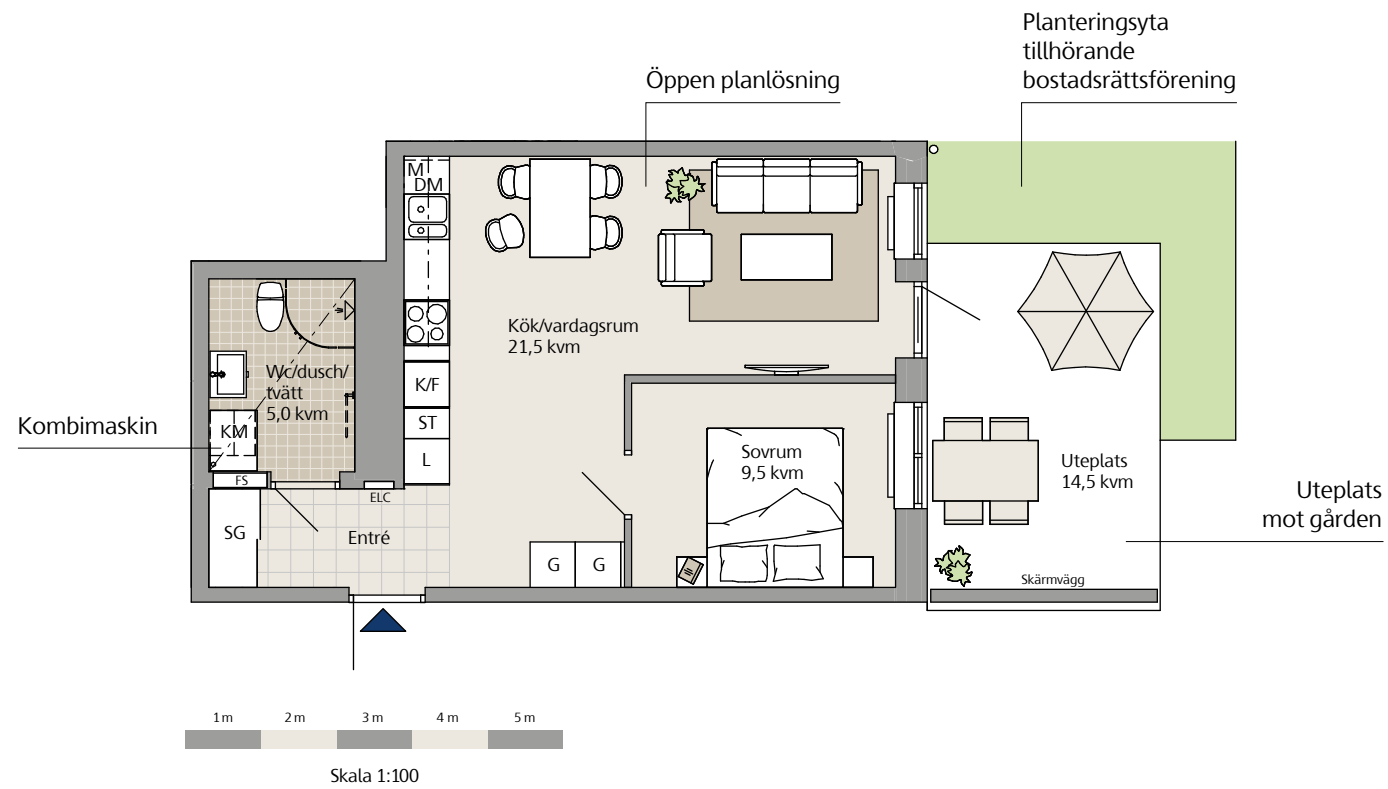 Planteringsyta
tillhörande
bostadsrättsförening
Öppen planlösning
M
DM
Kök/vardagsrum
21,5 kvm
Wc/dusch/
tvätt
5,0 kvm
K/F
ST
L
Kombimaskin
KM
FS
ELC
SG
Entré
G
G
Sovrum
9,5 kvm
Uteplats
14,5 kvm
Uteplats
mot gården
Skärmvägg
1 m 2 m 3 m 4 m 5 m
Skala 1:100